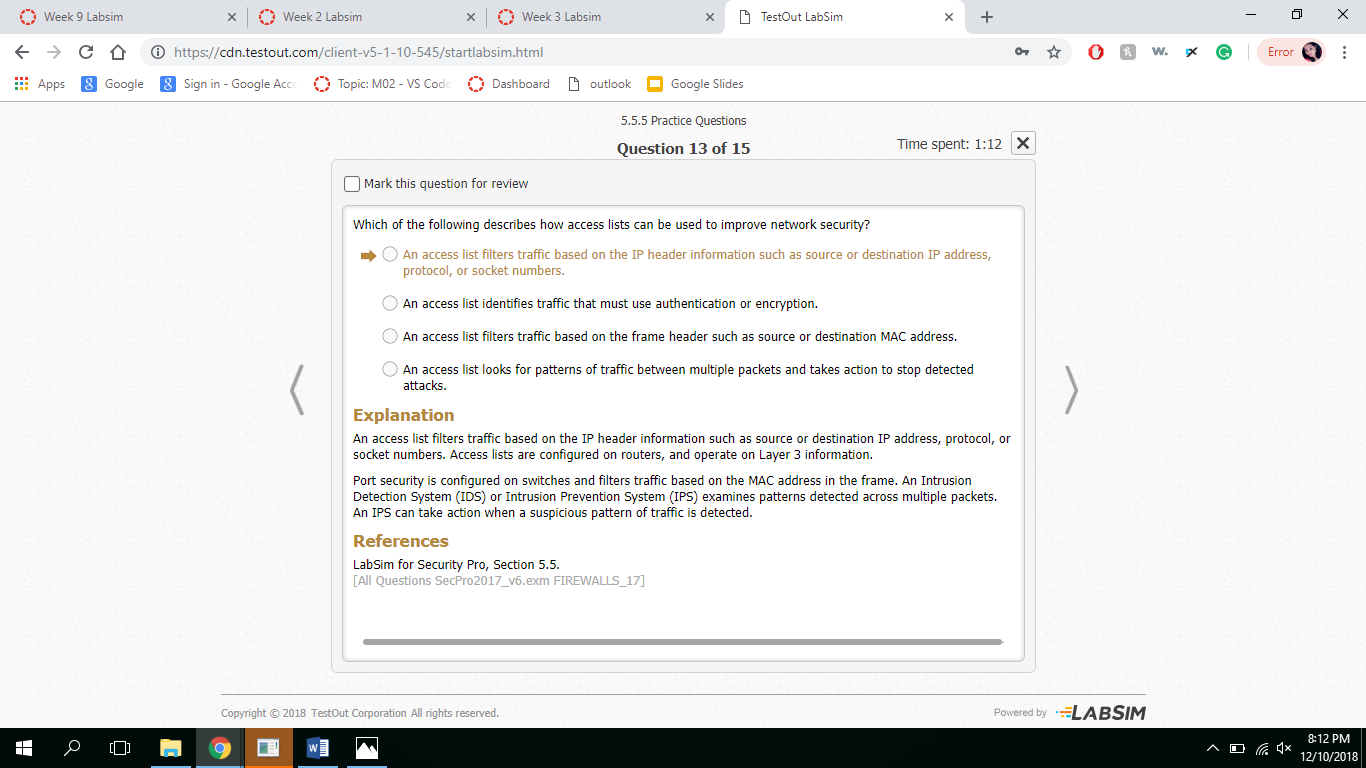 Week 9 Labsim
Week 2 Labsim
Week 3 Labsim
TestOut LabSim
https://cdn.testout.com/client-v5-1-10-545/startlabsim.html
Error
Apps
Google
Sign in - Google Acco
Topic: M02 - VS Code
Dashboard
outlook
Google Slides
5.5.5 Practice Questions
Question 13 of 15
Time spent: 1:12
Mark this question for review
Which of the following describes how access lists can be used to improve network security?
An access list filters traffic based on the IP header information such as source or destination IP address,
protocol, or socket numbers.
An access list identifies traffic that must use authentication or encryption.
An access list filters traffic based on the frame header such as source or destination MAC address.
An access list looks for patterns of traffic between multiple packets and takes action to stop detected
attacks.
Explanation
An access list filters traffic based on the IP header information such as source or destination IP address, protocol, or
socket numbers. Access lists are configured on routers, and operate on Layer 3 information.
Port security is configured on switches and filters traffic based on the MAC address in the frame. An Intrusion
Detection System (IDS) or Intrusion Prevention System (IPS) examines patterns detected across multiple packets.
An IPS can take action when a suspicious pattern of traffic is detected.
References
LabSim for Security Pro, Section 5.5.
[All Questions SecPro2017_v6.exm FIREWALLS_17]
Copyright © 2018 TestOut Corporation All rights reserved.
Powered by LABSIM
8:12 PM
12/10/2018